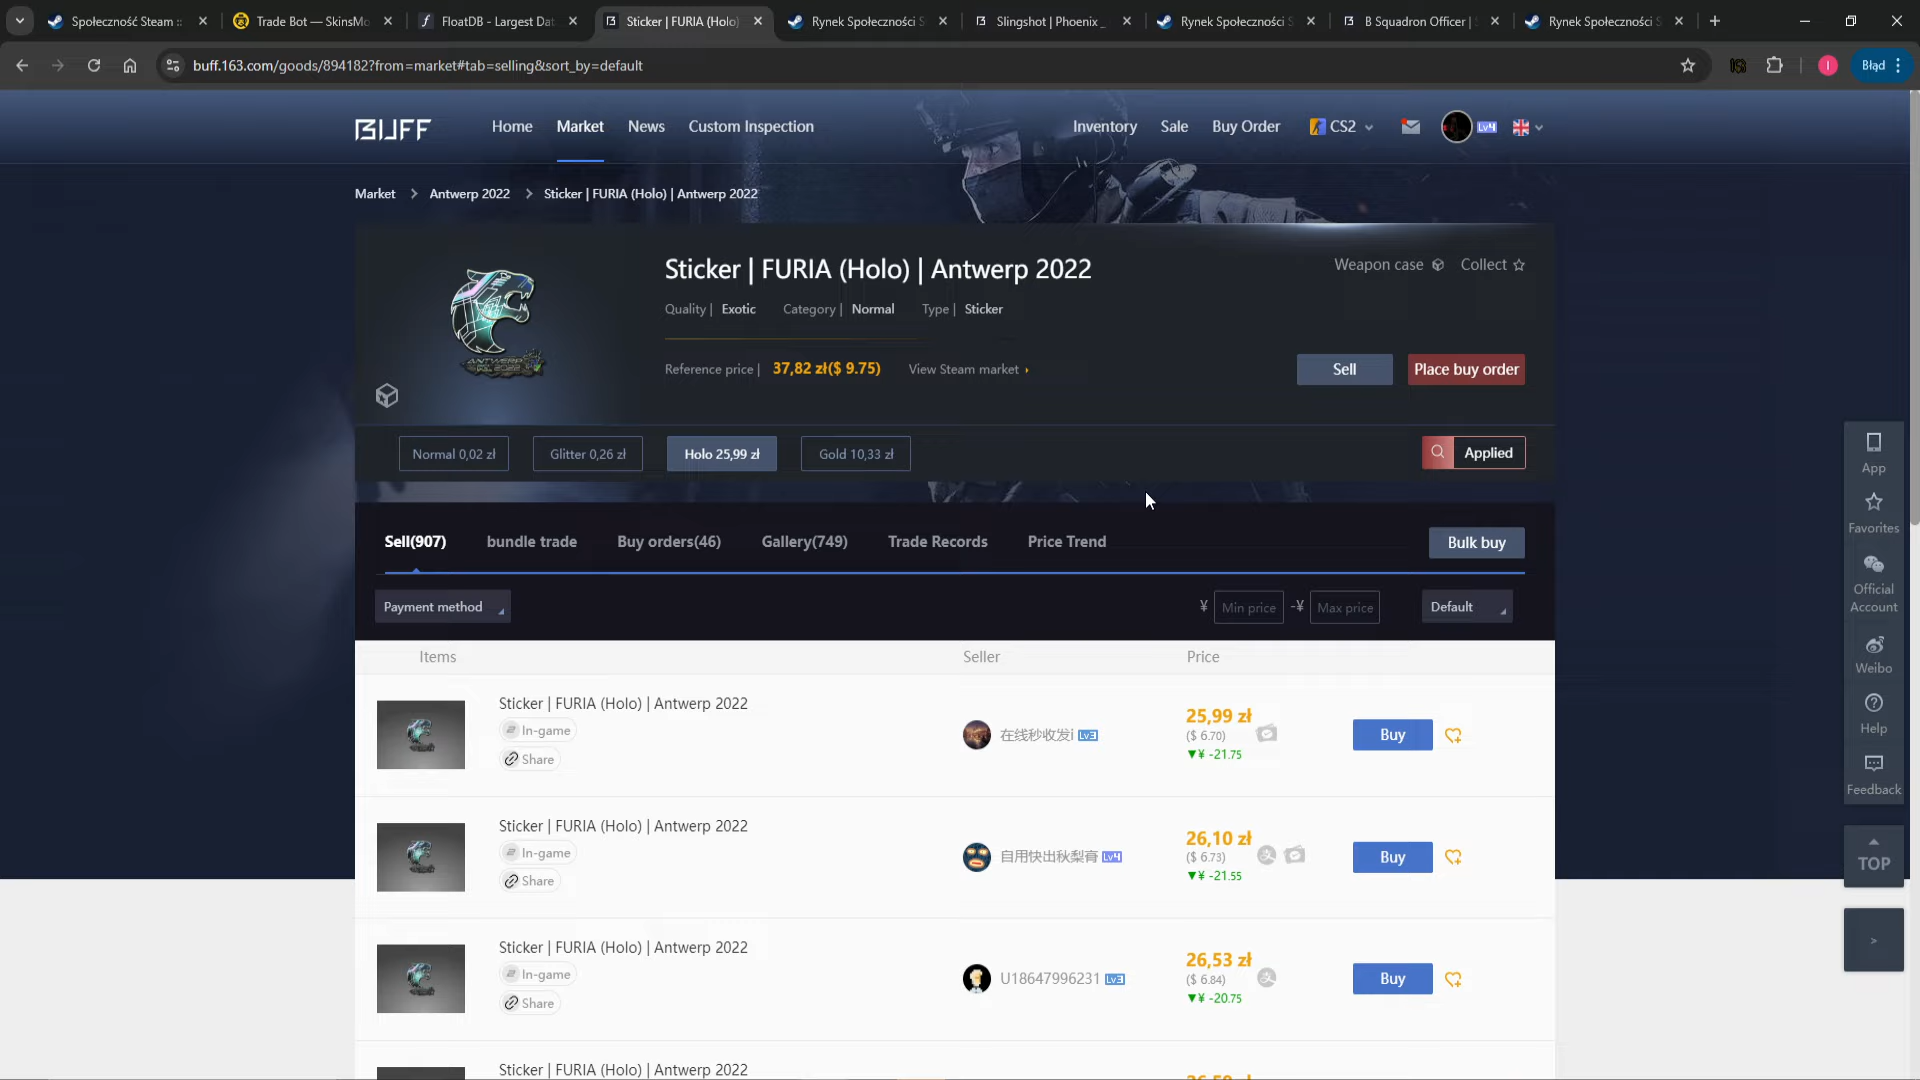 Społeczność Steam ::
Trade Bot — SkinsMo
FloatDB - Largest Dat
Sticker | FURIA (Holo)
Rynek Społeczności S
Slingshot | Phoenix_
Rynek Społeczności S
B Squadron Officer |
Rynek Społeczności S
buff.163.com/goods/894182?from=market#tab=selling&sort_by=default
Błąd
BUFF
Home
Market
News
Custom Inspection
Inventory
Sale
Buy Order
CS2
Lv4
Market > Antwerp 2022 > Sticker | FURIA (Holo) | Antwerp 2022
Sticker | FURIA (Holo) | Antwerp 2022
Weapon case
Collect
Quality | Exotic Category | Normal Type | Sticker
Reference price | 37,82 zł($ 9.75) View Steam market
Sell
Place buy order
ANTWERP
Normal 0,02 zł
Glitter 0,26 zł
Holo 25,99 zł
Gold 10,33 zł
Applied
Sell(907)
bundle trade
Buy orders(46)
Gallery(749)
Trade Records
Price Trend
Bulk buy
Payment method
¥ Min price -¥ Max price
Default
Items
Seller
Price
Sticker | FURIA (Holo) | Antwerp 2022
In-game
Share
在线秒收发i Lv3
25,99 zł
($ 6.70)
▼¥ -21.75
Buy
Sticker | FURIA (Holo) | Antwerp 2022
In-game
Share
自用快出秋梨膏 Lv4
26,10 zł
($ 6.73)
▼¥ -21.55
Buy
Sticker | FURIA (Holo) | Antwerp 2022
In-game
Share
U18647996231 Lv3
26,53 zł
($ 6.84)
▼¥ -20.75
Buy
Sticker | FURIA (Holo) | Antwerp 2022
App
Favorites
Official
Account
Weibo
Help
Feedback
TOP
>